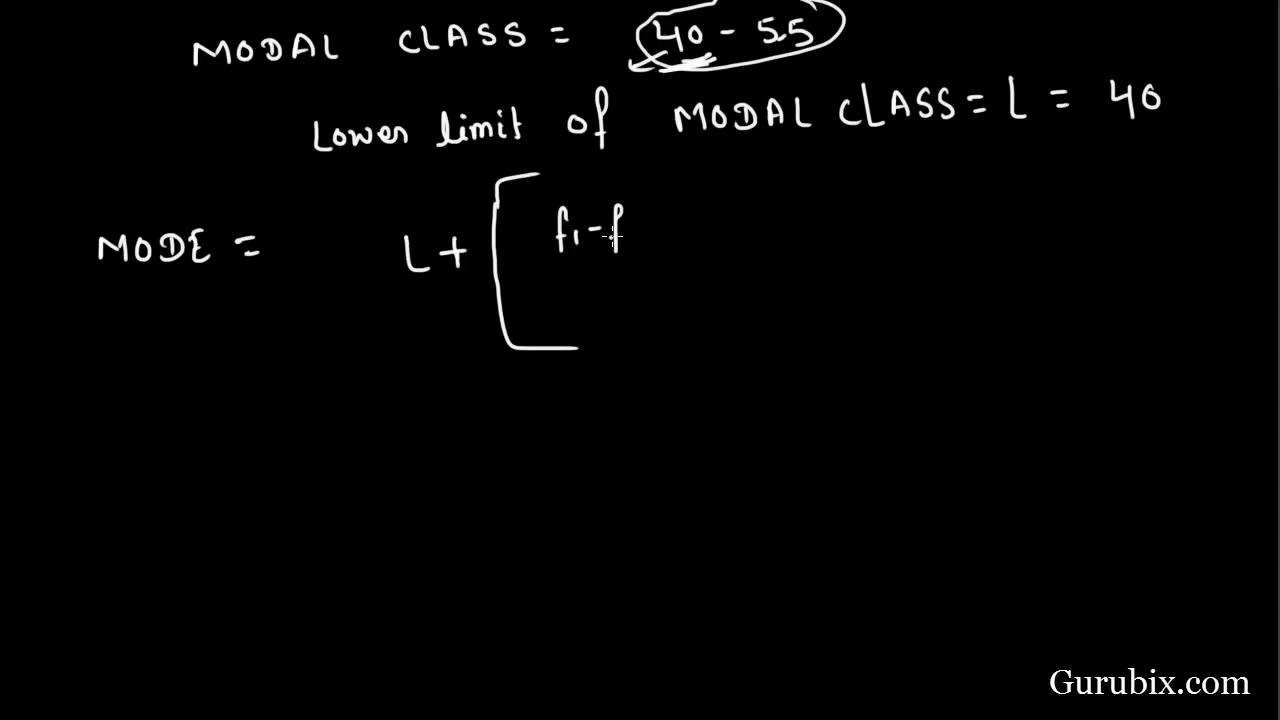 MODAL CLASS = 40 - 55
Lower limit of MODAL CLASS = L = 40
MODE = L + [ f1 - f
Gurubix.com